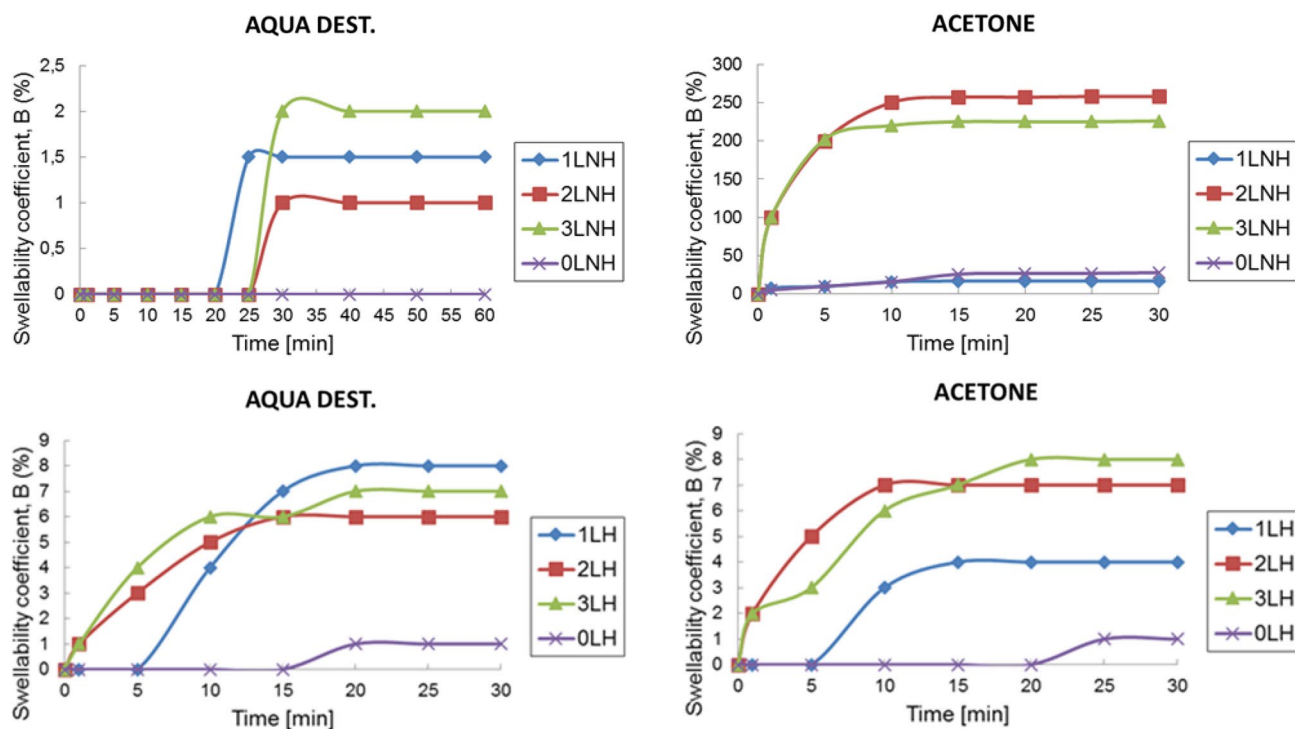 AQUA DEST.
Swellability coefficient, B (%)
2,5
2
1,5
1
0,5
0
0 5 10 15 20 25 30 35 40 45 50 55 60
Time [min]
1LNH
2LNH
3LNH
0LNH
ACETONE
Swellability coefficient, B (%)
300
250
200
150
100
50
0
0 5 10 15 20 25 30
Time [min]
1LNH
2LNH
3LNH
0LNH
AQUA DEST.
Swellability coefficient, B (%)
9
8
7
6
5
4
3
2
1
0
0 5 10 15 20 25 30
Time [min]
1LH
2LH
3LH
0LH
ACETONE
Swellability coefficient, B (%)
9
8
7
6
5
4
3
2
1
0
0 5 10 15 20 25 30
Time [min]
1LH
2LH
3LH
0LH